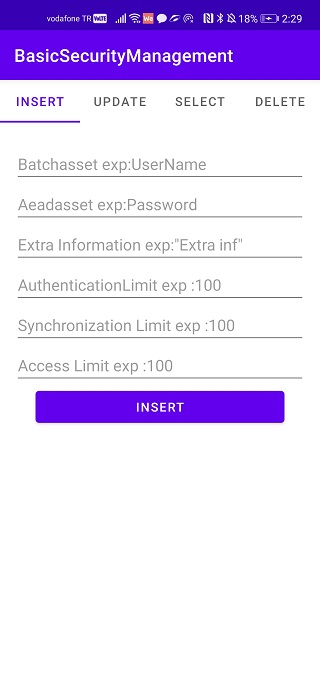 vodafone TR VoLTE 18% 2:29
BasicSecurityManagement
INSERT UPDATE SELECT DELETE
Batchasset exp:UserName
Aeadasset exp:Password
Extra Information exp:"Extra inf"
AuthenticationLimit exp :100
Synchronization Limit exp :100
Access Limit exp :100
INSERT